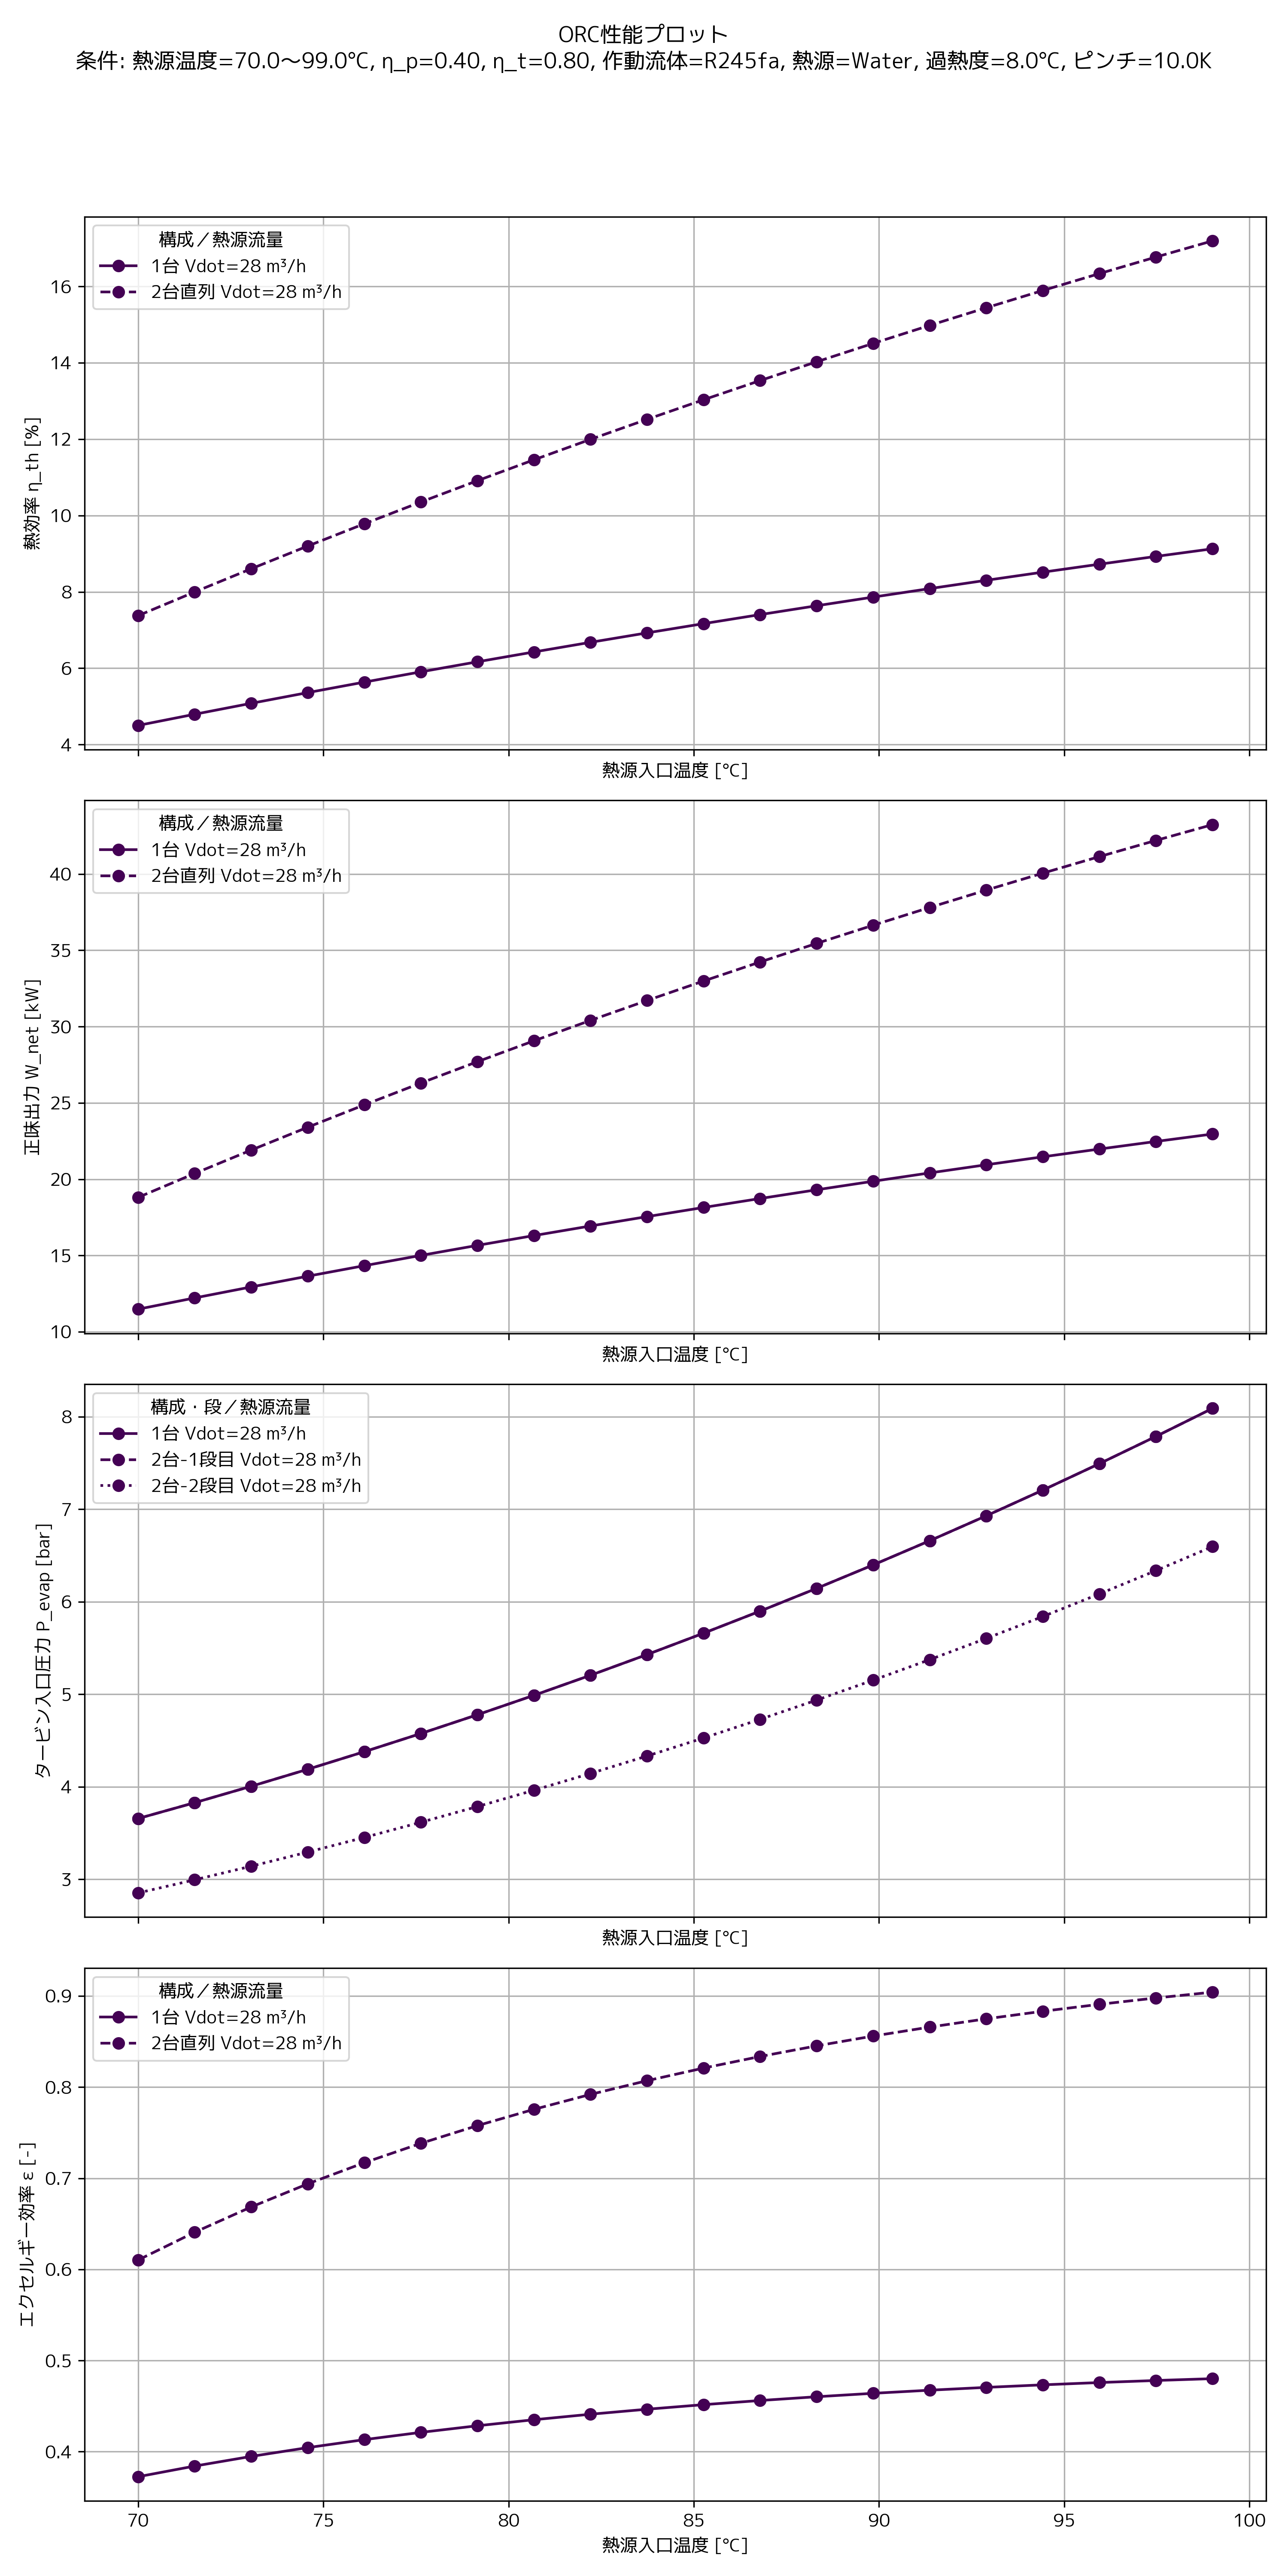 ORC性能プロット
条件: 熱源温度=70.0～99.0°C, η_p=0.40, η_t=0.80, 作動流体=R245fa, 熱源=Water, 過熱度=8.0°C, ピンチ=10.0K
構成／熱源流量
1台 Vdot=28 m³/h
2台直列 Vdot=28 m³/h
熱効率 η_th [%]
16
14
12
10
8
6
4
熱源入口温度 [°C]
構成／熱源流量
1台 Vdot=28 m³/h
2台直列 Vdot=28 m³/h
正味出力 W_net [kW]
40
35
30
25
20
15
10
熱源入口温度 [°C]
構成・段／熱源流量
1台 Vdot=28 m³/h
2台-1段目 Vdot=28 m³/h
2台-2段目 Vdot=28 m³/h
タービン入口圧力 P_evap [bar]
8
7
6
5
4
3
熱源入口温度 [°C]
構成／熱源流量
1台 Vdot=28 m³/h
2台直列 Vdot=28 m³/h
エクセルギー効率 ε [-]
0.9
0.8
0.7
0.6
0.5
0.4
70 75 80 85 90 95 100
熱源入口温度 [°C]